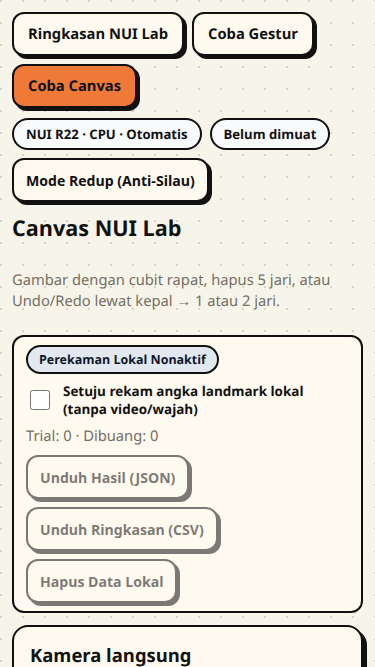 Ringkasan NUI Lab
Coba Gestur
Coba Canvas
NUI R22 · CPU · Otomatis
Belum dimuat
Mode Redup (Anti-Silau)
Canvas NUI Lab
Gambar dengan cubit rapat, hapus 5 jari, atau
Undo/Redo lewat kepal → 1 atau 2 jari.
Perekaman Lokal Nonaktif
Setuju rekam angka landmark lokal
(tanpa video/wajah)
Trial: 0 · Dibuang: 0
Unduh Hasil (JSON)
Unduh Ringkasan (CSV)
Hapus Data Lokal
Kamera langsung